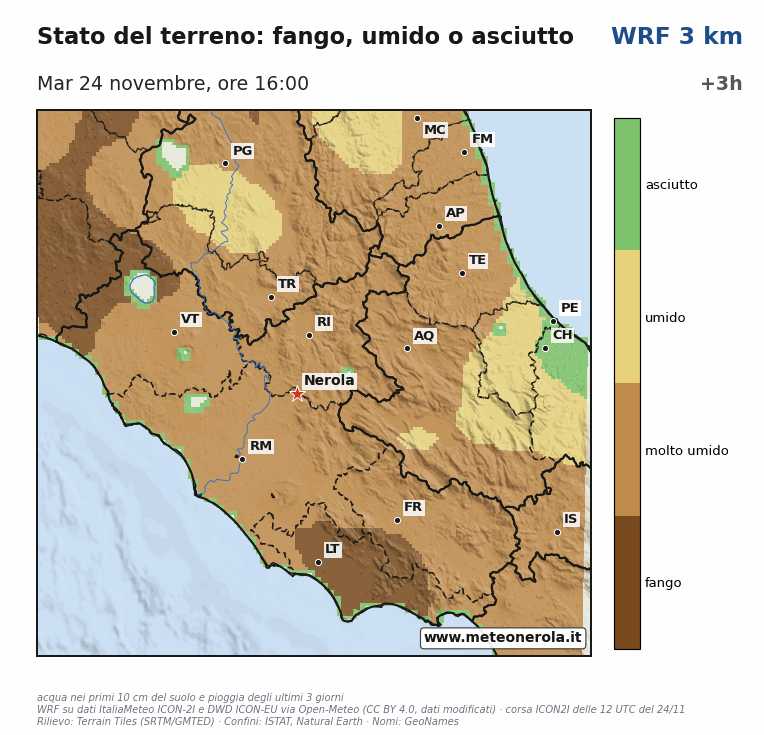 Stato del terreno: fango, umido o asciutto WRF 3 km
Mar 24 novembre, ore 16:00 +3h
MC
FM
PG
asciutto
AP
TE
TR
PE
VT
RI
umido
AQ
CH
Nerola
RM
molto umido
FR
IS
LT
fango
www.meteonerola.it
acqua nei primi 10 cm del suolo e pioggia degli ultimi 3 giorni
WRF su dati ItaliaMeteo ICON-2I e DWD ICON-EU via Open-Meteo (CC BY 4.0, dati modificati) · corsa ICON2I delle 12 UTC del 24/11
Rilievo: Terrain Tiles (SRTM/GMTED) · Confini: ISTAT, Natural Earth · Nomi: GeoNames